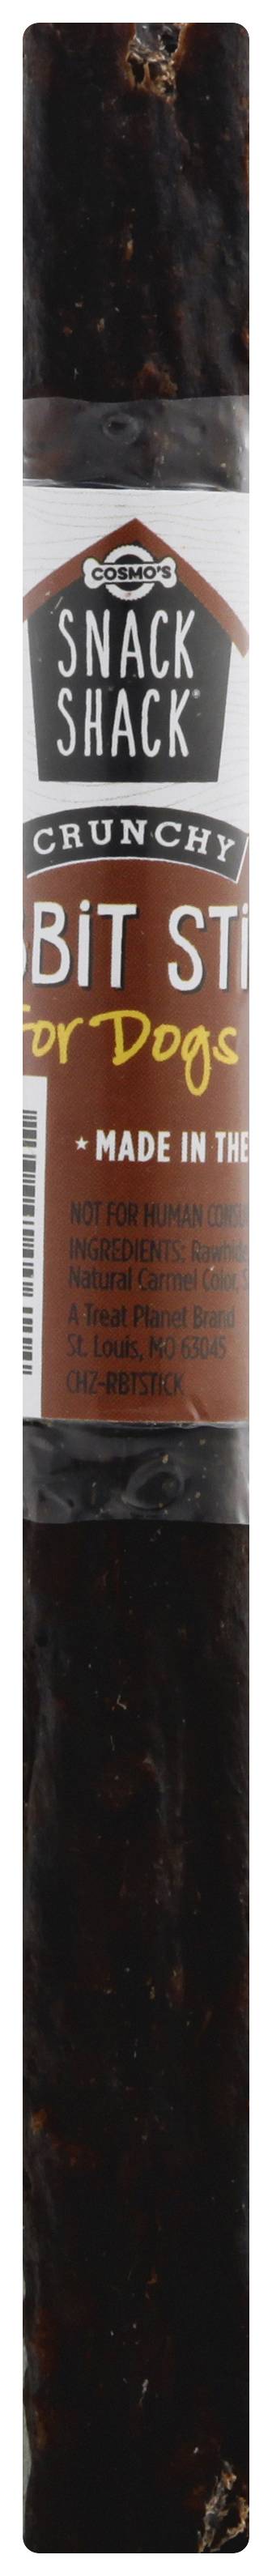 COSMO'S
SNACK
SHACK®
CRUNCHY
BBiT STi
for Dogs
★ MADE IN THE
NOT FOR HUMAN CONSU
INGREDIENTS: Rawhide
Natural Carmel Color, S
A Treat Planet Brand
St. Louis, MO 63045
CHZ-RBTSTICK